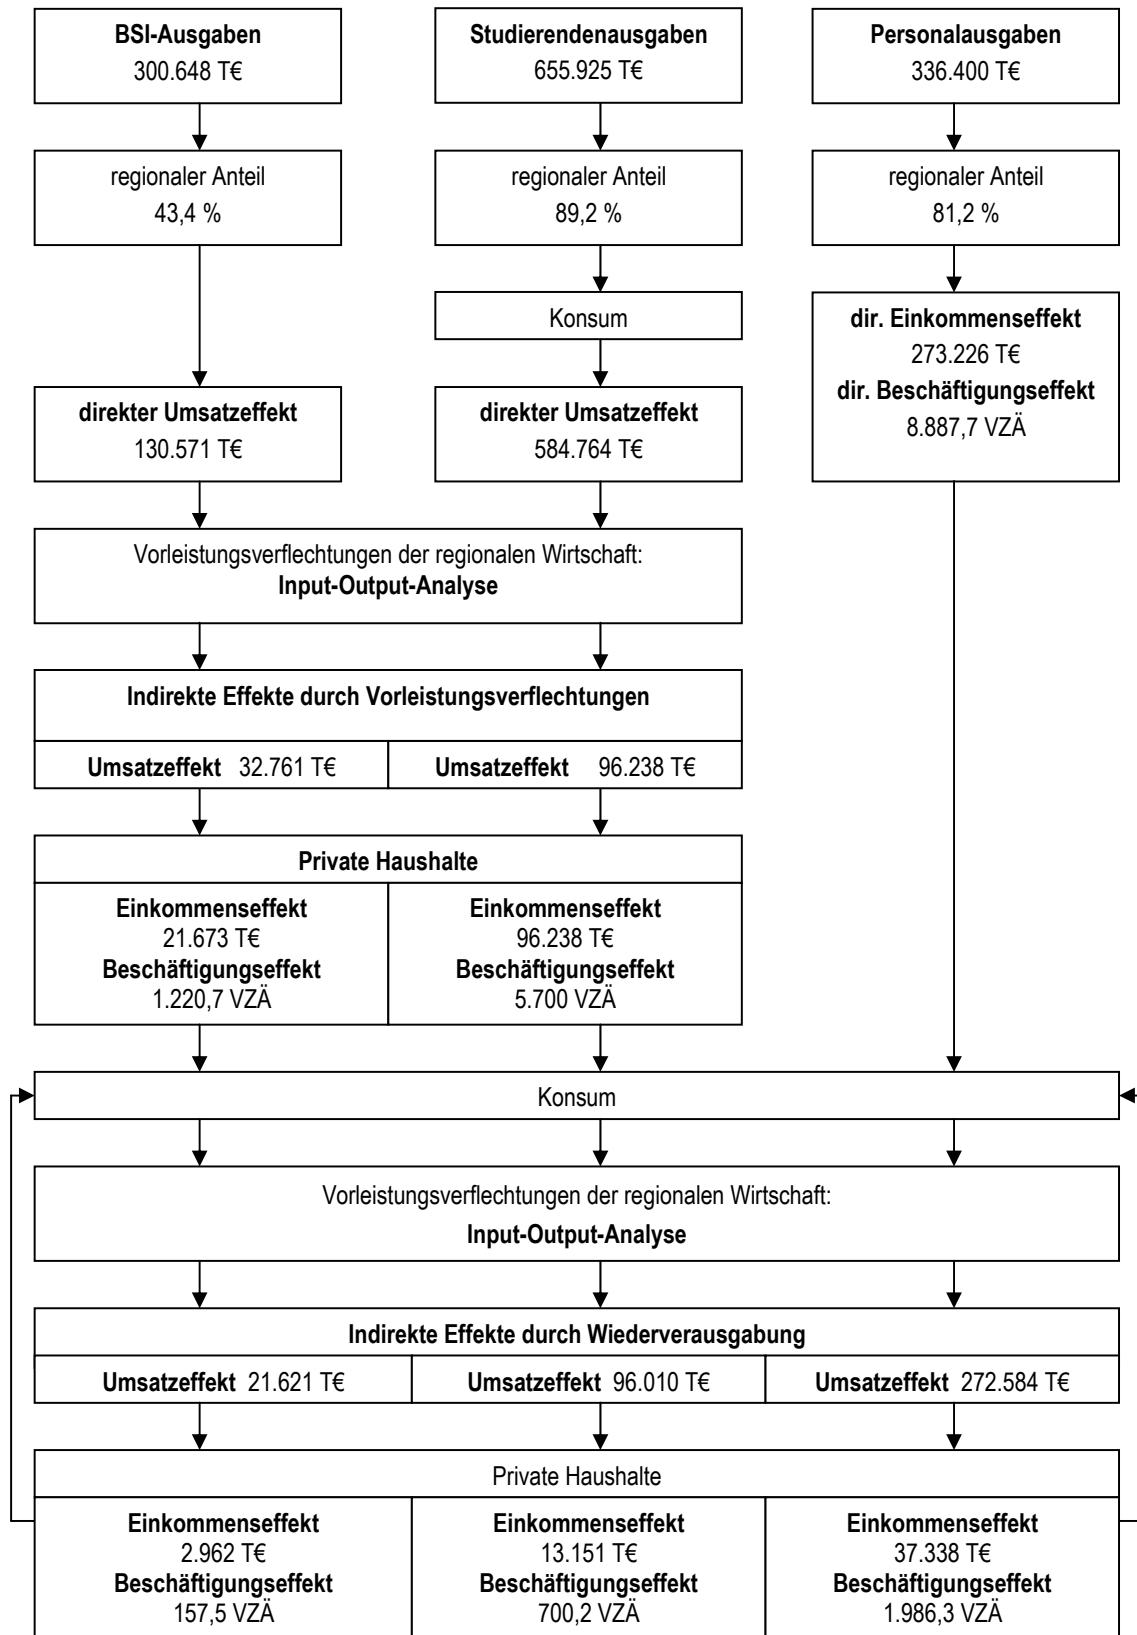 BSI-Ausgaben
300.648 T€
Studierendenausgaben
655.925 T€
Personalausgaben
336.400 T€
regionaler Anteil
43,4 %
regionaler Anteil
89,2 %
regionaler Anteil
81,2 %
Konsum
dir. Einkommenseffekt
273.226 T€
dir. Beschäftigungseffekt
8.887,7 VZÄ
direkter Umsatzeffekt
130.571 T€
direkter Umsatzeffekt
584.764 T€
Vorleistungsverflechtungen der regionalen Wirtschaft:
Input-Output-Analyse
Indirekte Effekte durch Vorleistungsverflechtungen
Umsatzeffekt 32.761 T€
Umsatzeffekt 96.238 T€
Private Haushalte
Einkommenseffekt
21.673 T€
Beschäftigungseffekt
1.220,7 VZÄ
Einkommenseffekt
96.238 T€
Beschäftigungseffekt
5.700 VZÄ
Konsum
Vorleistungsverflechtungen der regionalen Wirtschaft:
Input-Output-Analyse
Indirekte Effekte durch Wiederverausgabung
Umsatzeffekt 21.621 T€
Umsatzeffekt 96.010 T€
Umsatzeffekt 272.584 T€
Private Haushalte
Einkommenseffekt
2.962 T€
Beschäftigungseffekt
157,5 VZÄ
Einkommenseffekt
13.151 T€
Beschäftigungseffekt
700,2 VZÄ
Einkommenseffekt
37.338 T€
Beschäftigungseffekt
1.986,3 VZÄ